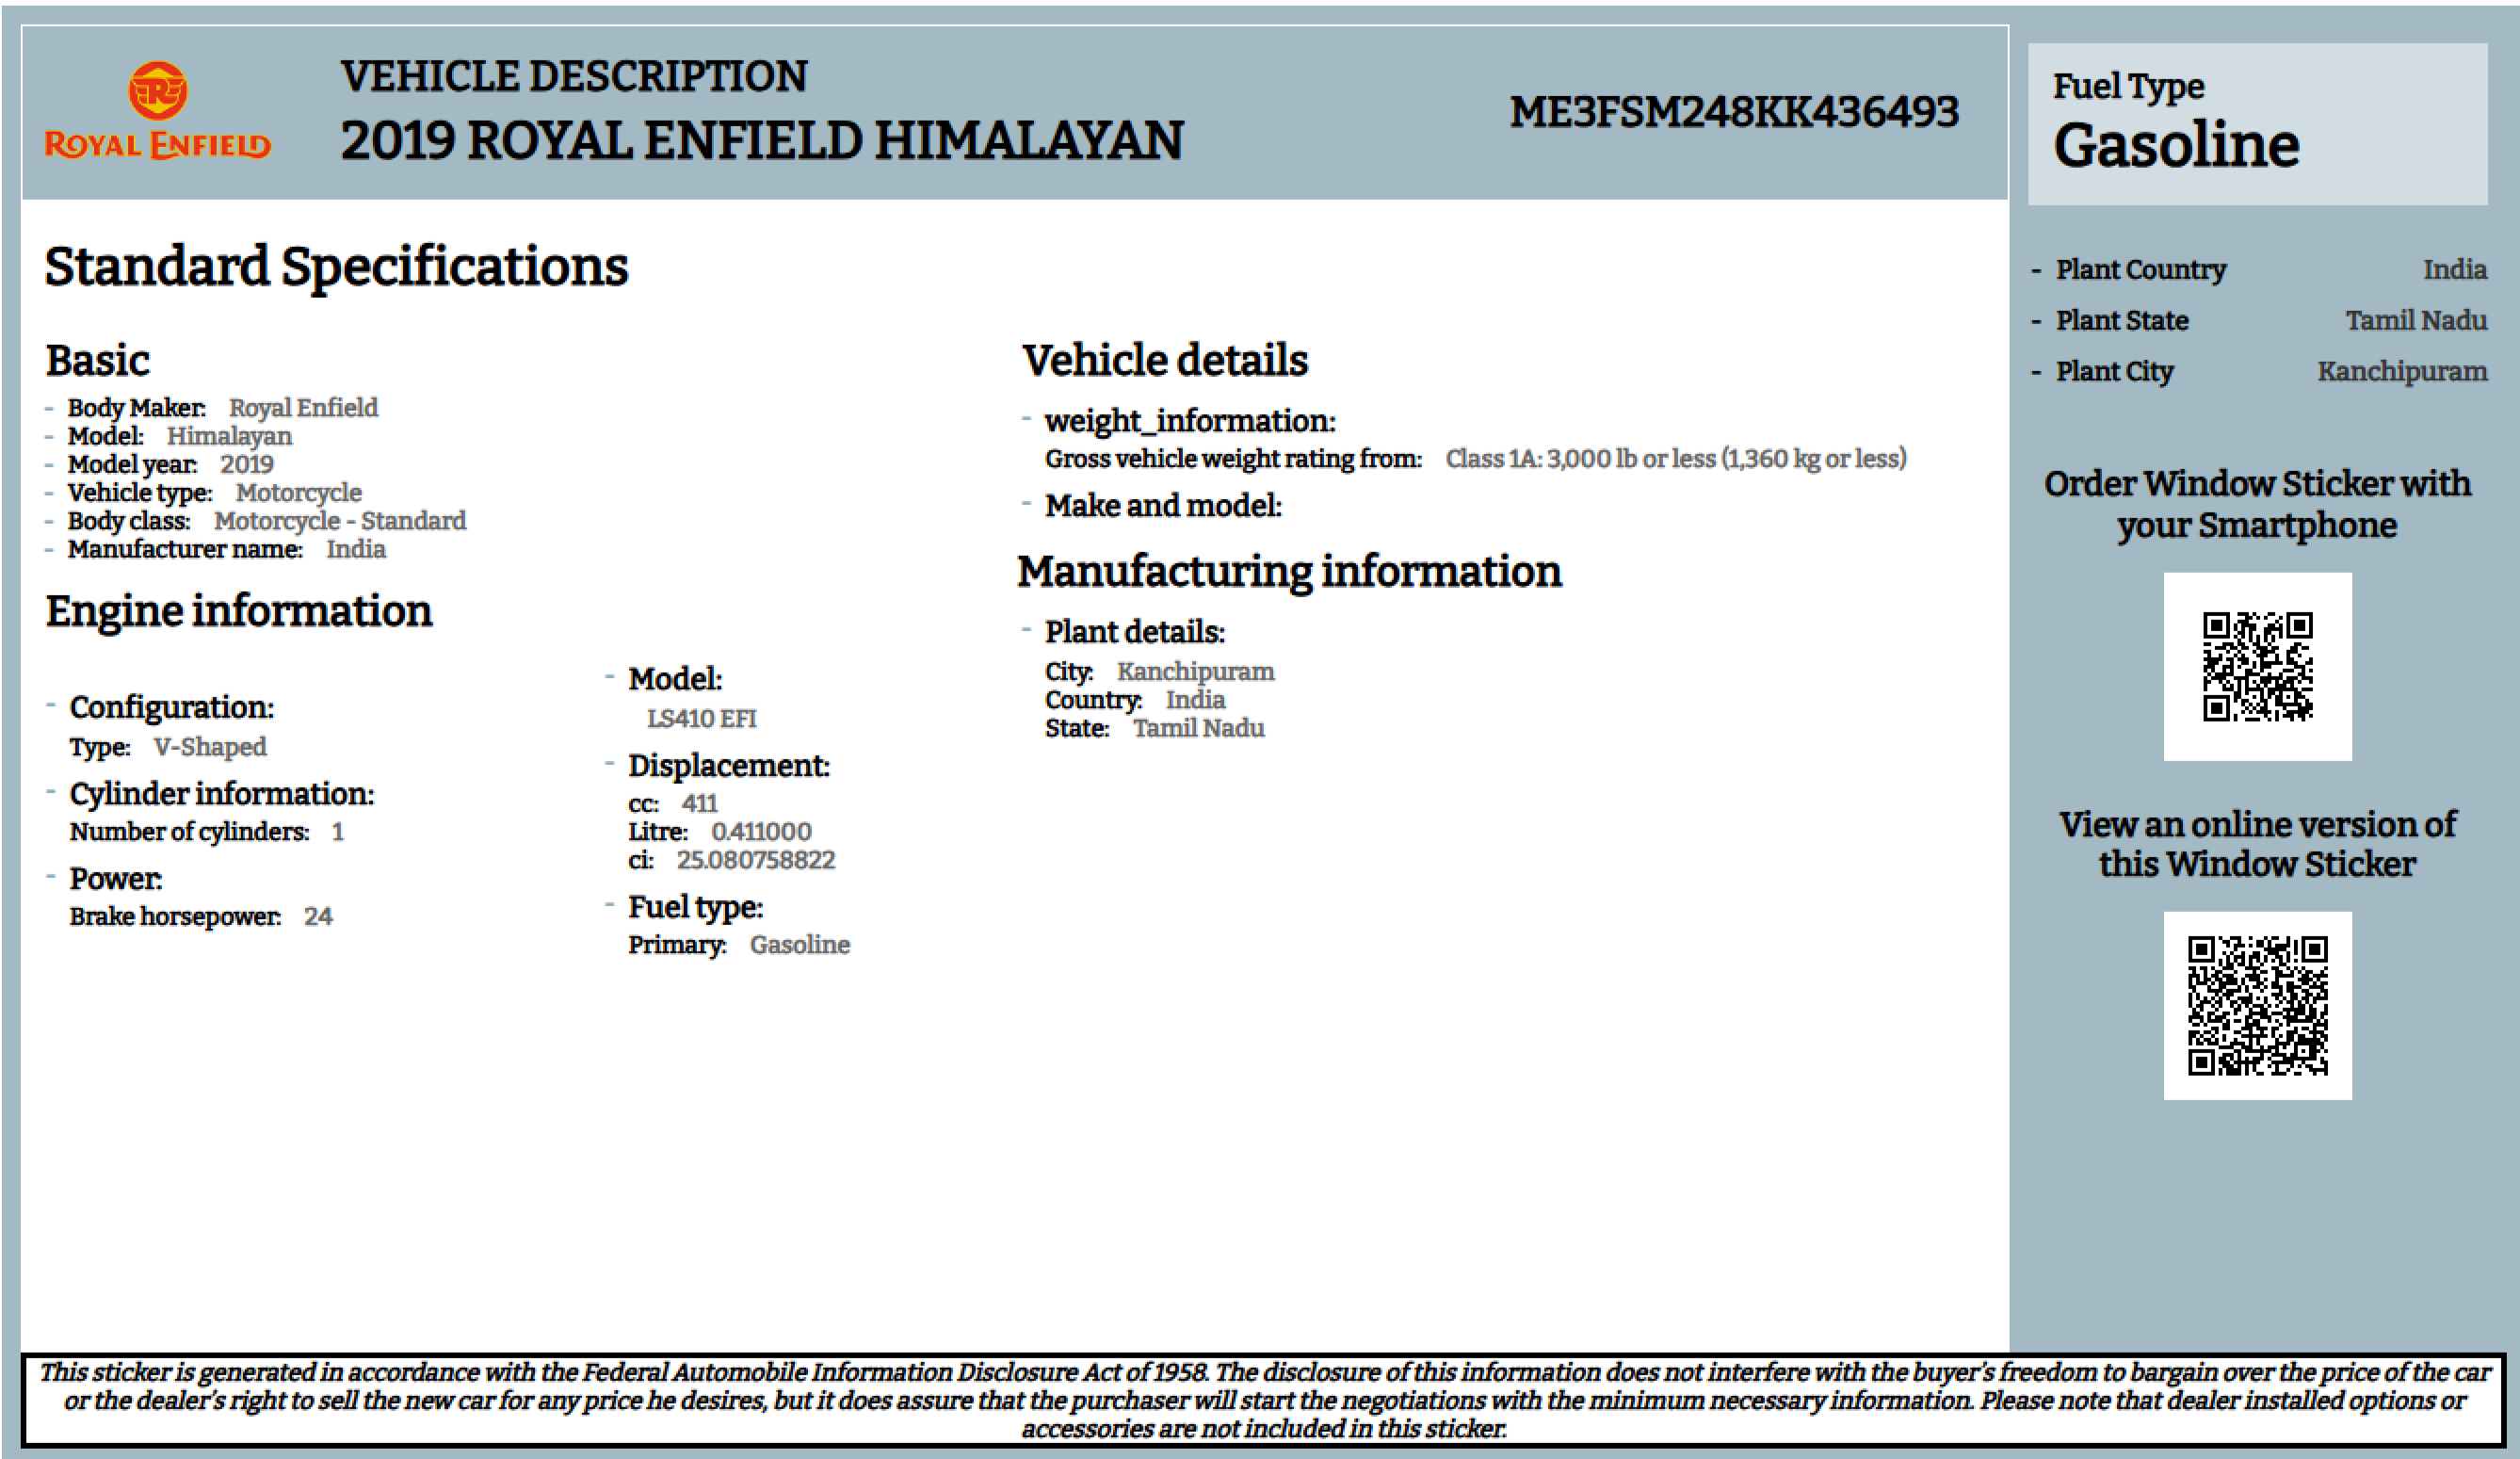 ROYAL ENFIELD
VEHICLE DESCRIPTION
2019 ROYAL ENFIELD HIMALAYAN
ME3FSM248KK436493
Fuel Type
Gasoline
- Plant Country India
- Plant State Tamil Nadu
- Plant City Kanchipuram
Order Window Sticker with
your Smartphone
View an online version of
this Window Sticker
Standard Specifications
Basic
- Body Maker: Royal Enfield
- Model: Himalayan
- Model year: 2019
- Vehicle type: Motorcycle
- Body class: Motorcycle - Standard
- Manufacturer name: India
Engine information
- Configuration:
Type: V-Shaped
- Cylinder information:
Number of cylinders: 1
- Power:
Brake horsepower: 24
- Model:
LS410 EFI
- Displacement:
cc: 411
Litre: 0.411000
ci: 25.080758822
- Fuel type:
Primary: Gasoline
Vehicle details
- weight_information:
Gross vehicle weight rating from: Class 1A: 3,000 lb or less (1,360 kg or less)
- Make and model:
Manufacturing information
- Plant details:
City: Kanchipuram
Country: India
State: Tamil Nadu
This sticker is generated in accordance with the Federal Automobile Information Disclosure Act of 1958. The disclosure of this information does not interfere with the buyer's freedom to bargain over the price of the car
or the dealer's right to sell the new car for any price he desires, but it does assure that the purchaser will start the negotiations with the minimum necessary information. Please note that dealer installed options or
accessories are not included in this sticker.